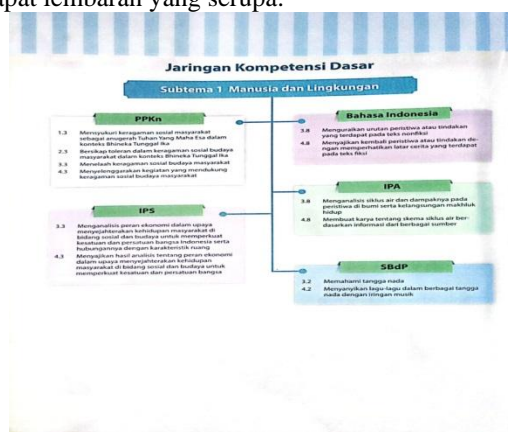 pat lembaran yang serupa.
Jaringan Kompetensi Dasar
Subtema 1 Manusia dan Lingkungan
PPKn
1.3 Mensyukuri keragaman sosial masyarakat
sebagai anugerah Tuhan Yang Maha Esa dalam
konteks Bhineka Tunggal Ika
2.3 Bersikap toleran dalam keragaman sosial budaya
masyarakat dalam konteks Bhineka Tunggal Ika
3.3 Menelaah keragaman sosial budaya masyarakat
4.3 Menyelenggarakan kegiatan yang mendukung
keragaman sosial budaya masyarakat
IPS
3.3 Menganalisis peran ekonomi dalam upaya
menyejahterakan kehidupan masyarakat di
bidang sosial dan budaya untuk memperkuat
kesatuan dan persatuan bangsa Indonesia serta
hubungannya dengan karakteristik ruang
4.3 Menyajikan hasil analisis tentang peran ekonomi
dalam upaya menyejahterakan kehidupan
masyarakat di bidang sosial dan budaya untuk
memperkuat kesatuan dan persatuan bangsa
Bahasa Indonesia
3.8 Menguraikan urutan peristiwa atau tindakan
yang terdapat pada teks nonfiksi
4.8 Menyajikan kembali peristiwa atau tindakan de-
ngan memperhatikan latar cerita yang terdapat
pada teks fiksi
IPA
3.8 Menganalisis siklus air dan dampaknya pada
peristiwa di bumi serta kelangsungan makhluk
hidup
4.8 Membuat karya tentang skema siklus air ber-
dasarkan informasi dari berbagai sumber
SBdP
3.2 Memahami tangga nada
4.2 Menyanyikan lagu-lagu dalam berbagai tangga
nada dengan iringan musik